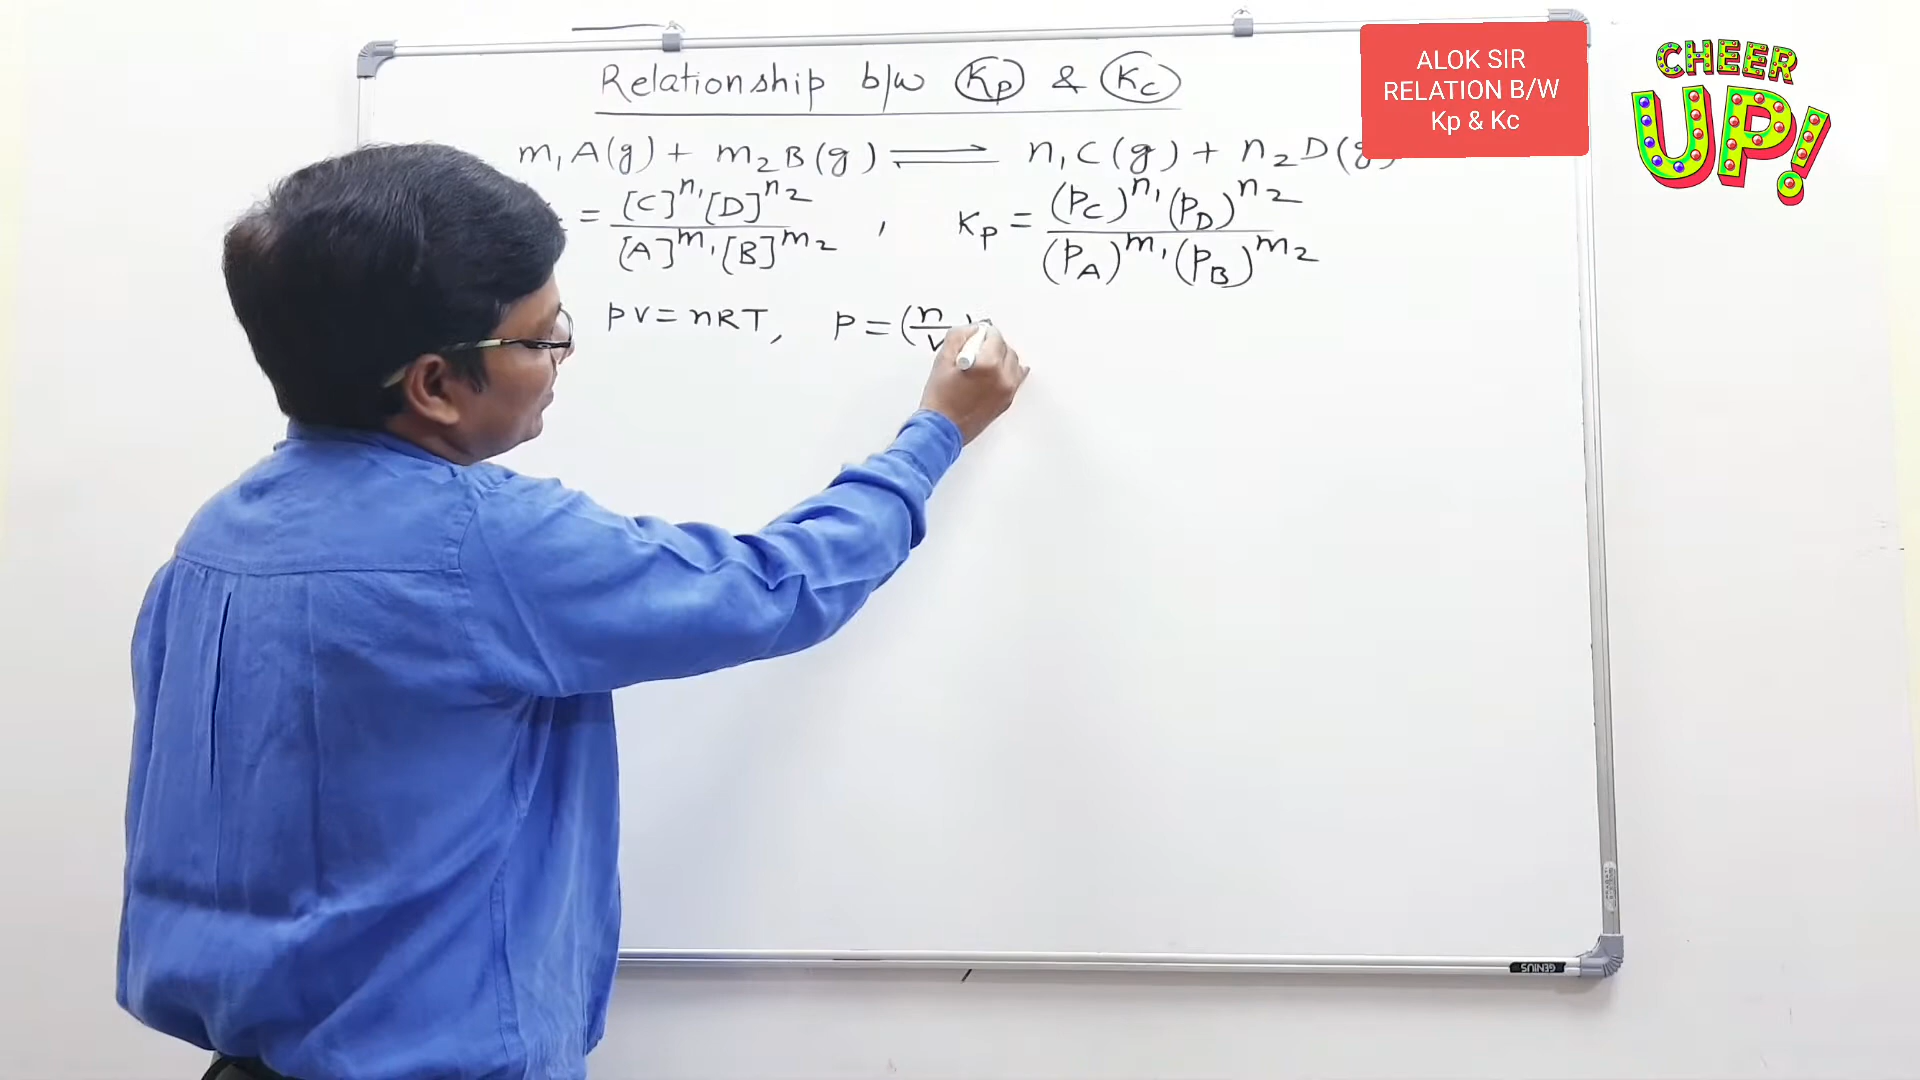 Relationship b/w Kp & Kc
ALOK SIR
RELATION B/W
Kp & Kc
CHEER
UP!
m₁A(g) + m₂B(g) ⇌ n₁C(g) + n₂D(g)
= [C]^n₁[D]^n₂ / [A]^m₁[B]^m₂ , Kp = (PC)^n₁(PD)^n₂ / (PA)^m₁(PB)^m₂
PV = nRT, P = (n/V)
GENIUS